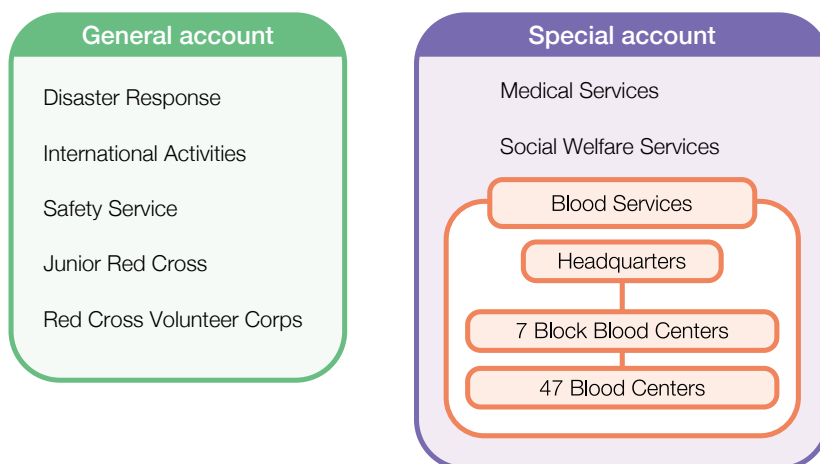 General account
Disaster Response
International Activities
Safety Service
Junior Red Cross
Red Cross Volunteer Corps
Special account
Medical Services
Social Welfare Services
Blood Services
Headquarters
7 Block Blood Centers
47 Blood Centers